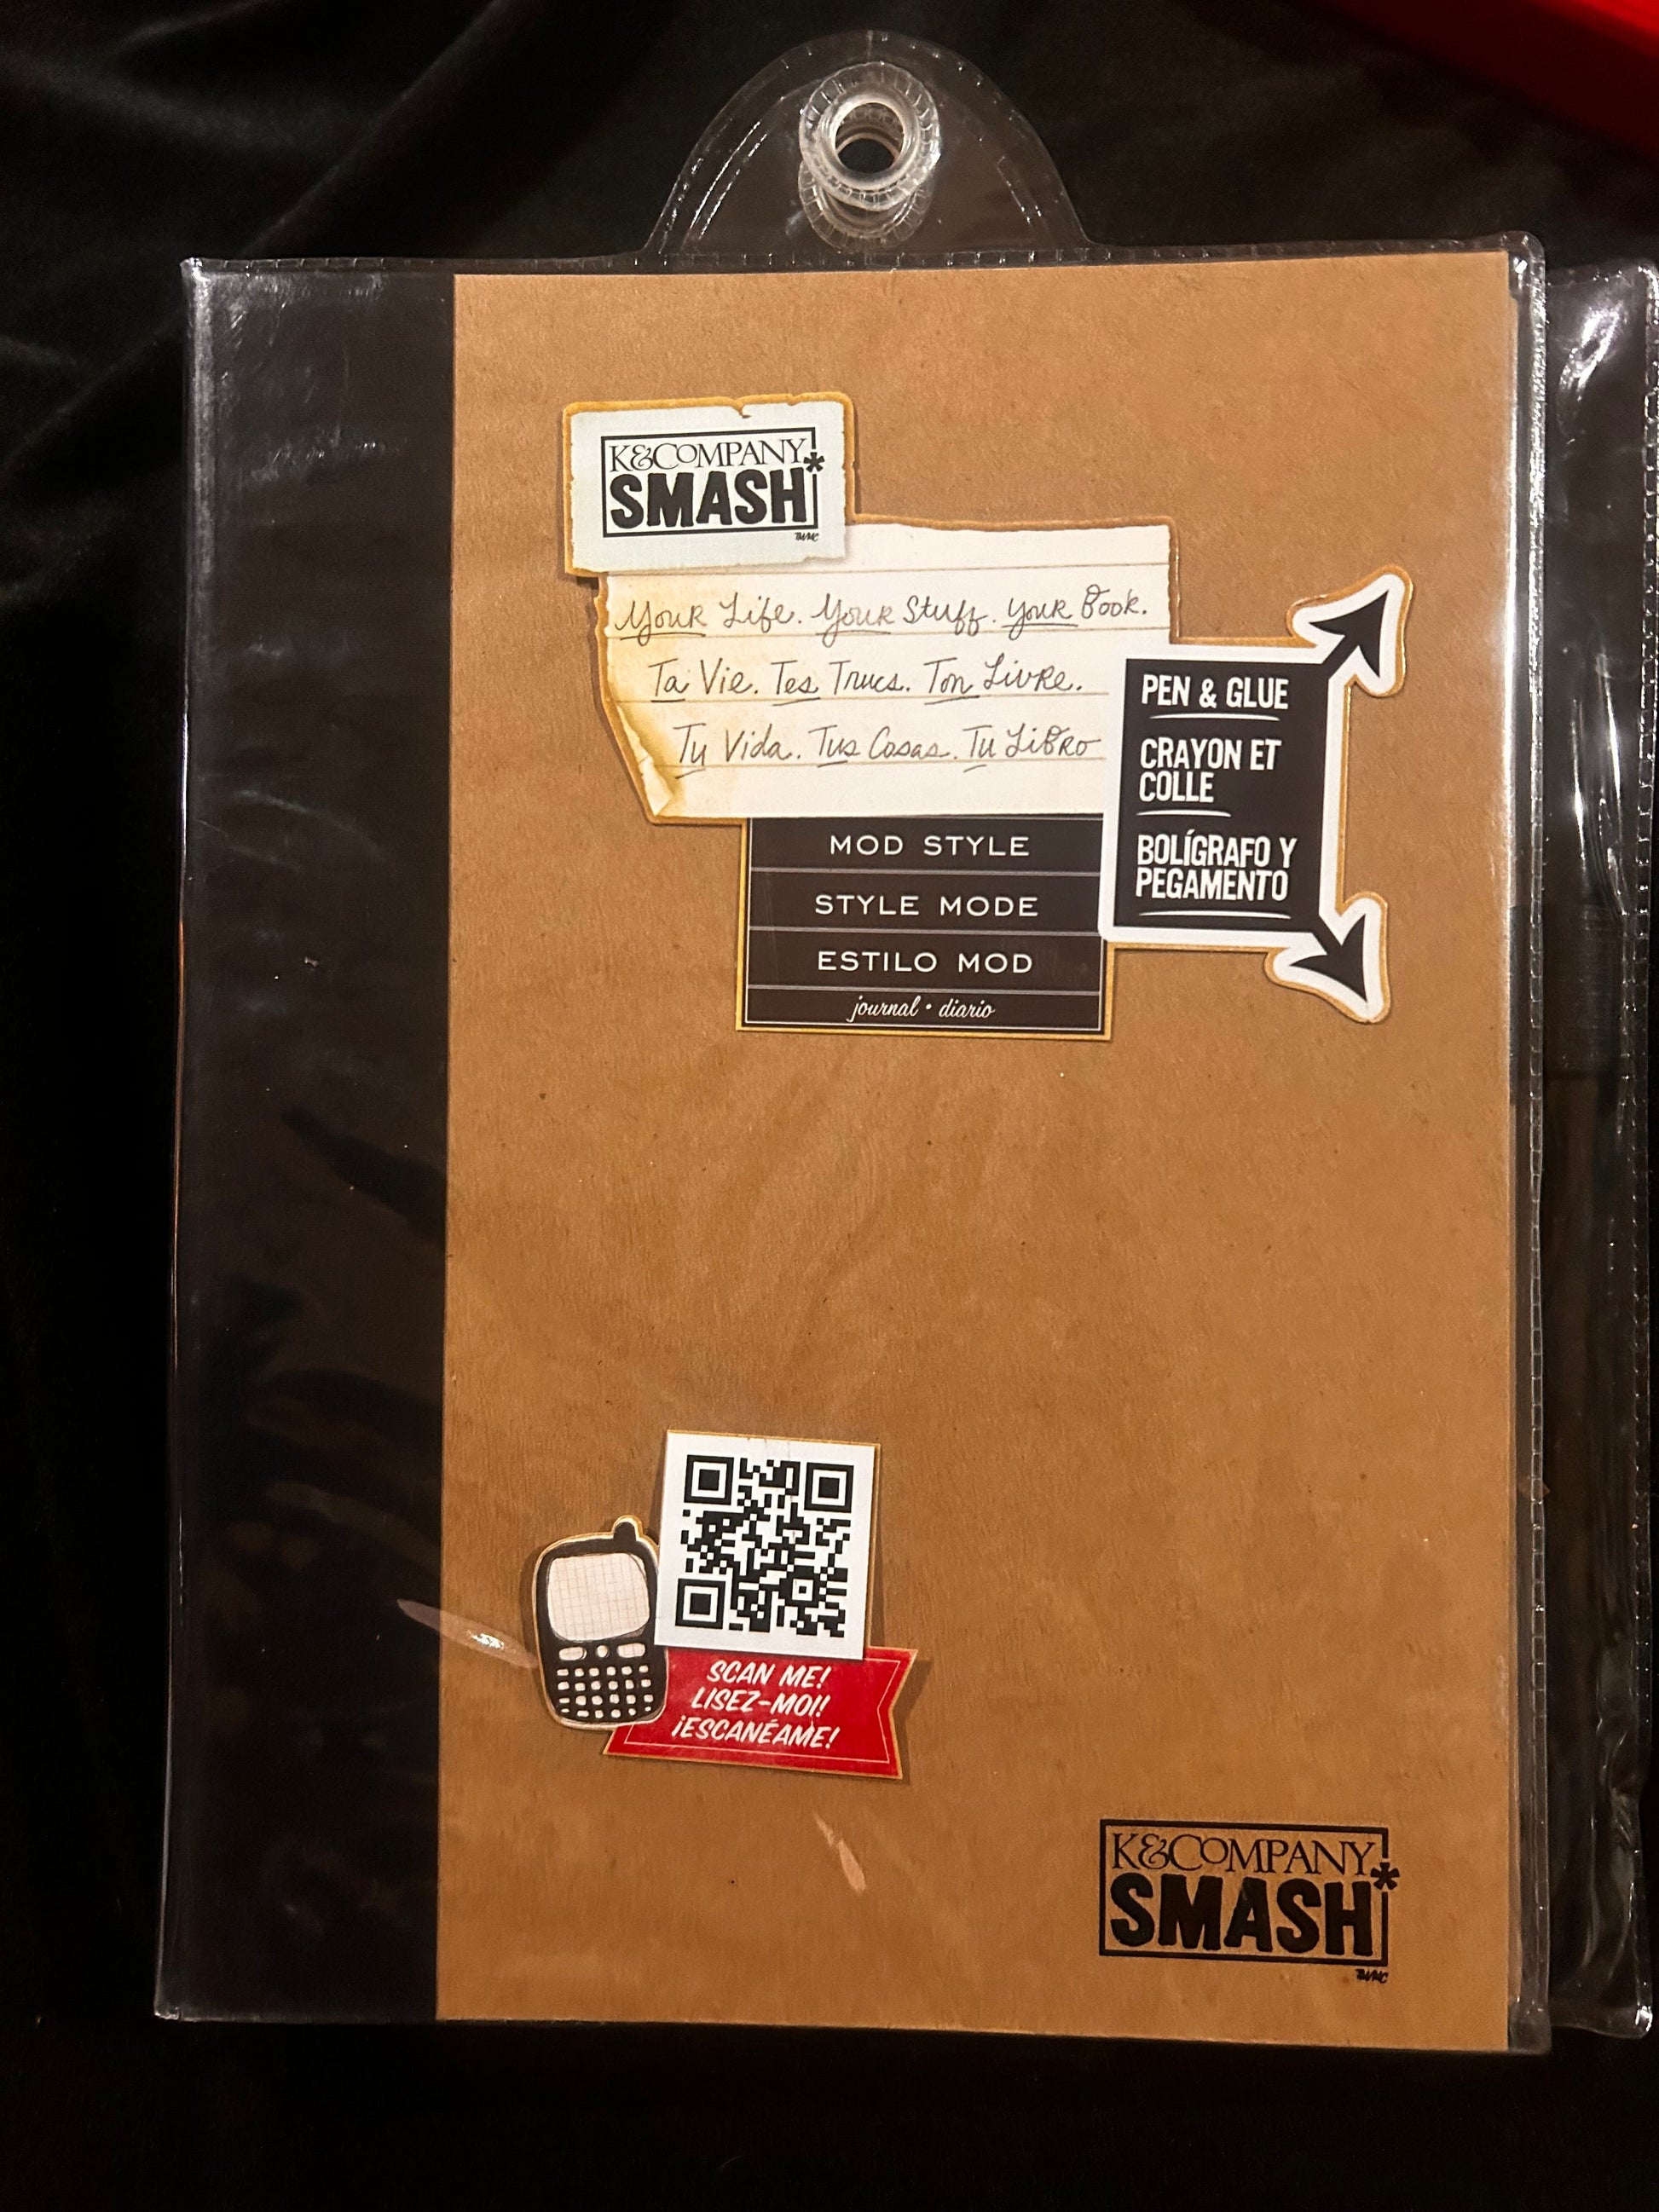 K&COMPANY
SMASH*
Your Life. Your Stuff. Your Book.
Ta Vie. Tes Trucs. Ton Livre.
Tu Vida. Tus Cosas. Tu Libro
PEN & GLUE
CRAYON ET
COLLE
BOLÍGRAFO Y
PEGAMENTO
MOD STYLE
STYLE MODE
ESTILO MOD
journal • diario
SCAN ME!
LISEZ-MOI!
¡ESCANÉAME!
K&COMPANY
SMASH*